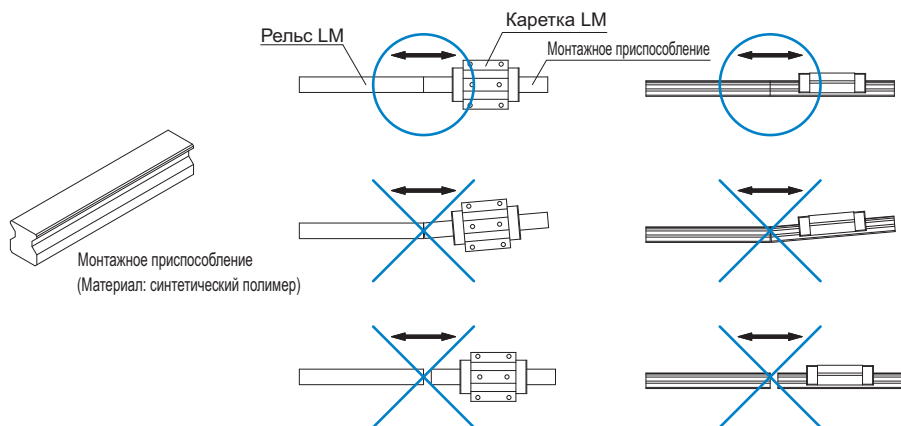 Рельс LM
Каретка LM
Монтажное приспособление
Монтажное приспособление
(Материал: синтетический полимер)